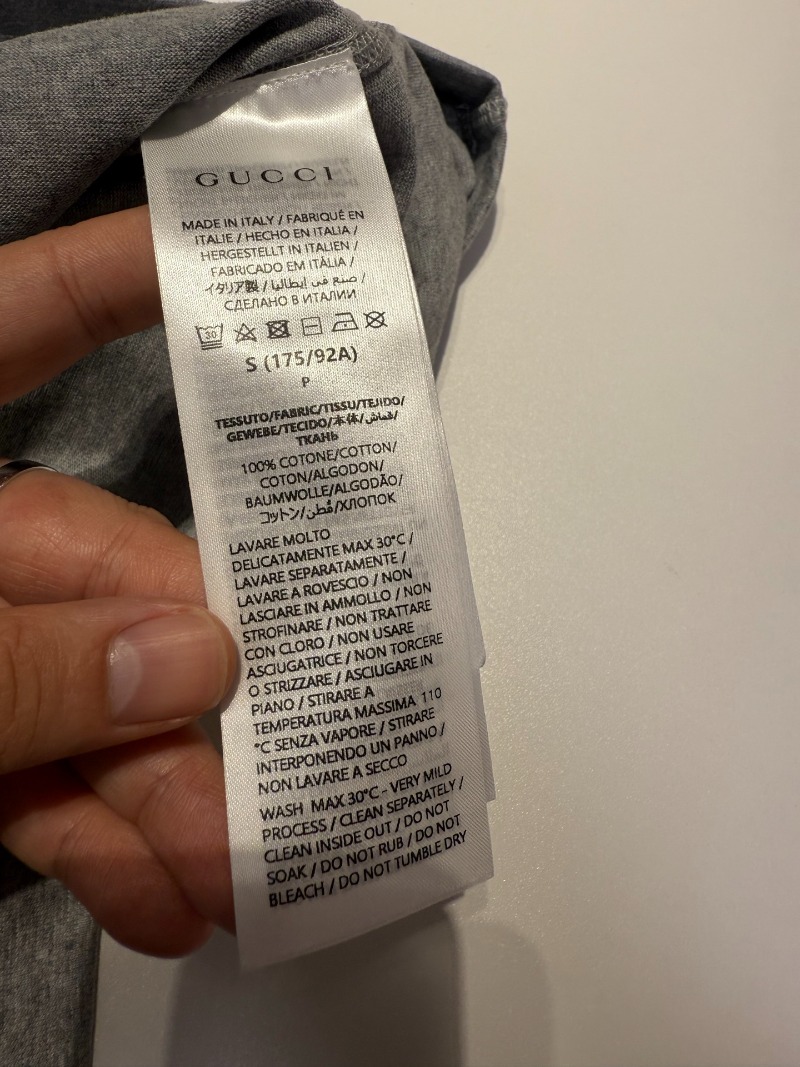 GUCCI
MADE IN ITALY / FABRIQUÉ EN
ITALIE / HECHO EN ITALIA /
HERGESTELLT IN ITALIEN /
FABRICADO EM ITÀLIA /
イタリア製 / صنع في إيطاليا /
СДЕЛАНО В ИТАЛИИ
30
S (175/92A)
P
TESSUTO/FABRIC/TISSU/TEJIDO/
GEWEBE/TECIDO/本体/قماش/
ТКАНЬ
100% COTONE/COTTON/
COTON/ALGODON/
BAUMWOLLE/ALGODÃO/
コットン/قطن/ХЛОПОК
LAVARE MOLTO
DELICATAMENTE MAX 30°C /
LAVARE SEPARATAMENTE /
LAVARE A ROVESCIO / NON
LASCIARE IN AMMOLLO / NON
STROFINARE / NON TRATTARE
CON CLORO / NON USARE
ASCIUGATRICE / NON TORCERE
O STRIZZARE / ASCIUGARE IN
PIANO / STIRARE A
TEMPERATURA MASSIMA 110
°C SENZA VAPORE / STIRARE
INTERPONENDO UN PANNO /
NON LAVARE A SECCO
WASH MAX 30°C - VERY MILD
PROCESS / CLEAN SEPARATELY /
CLEAN INSIDE OUT / DO NOT
SOAK / DO NOT RUB / DO NOT
BLEACH / DO NOT TUMBLE DRY